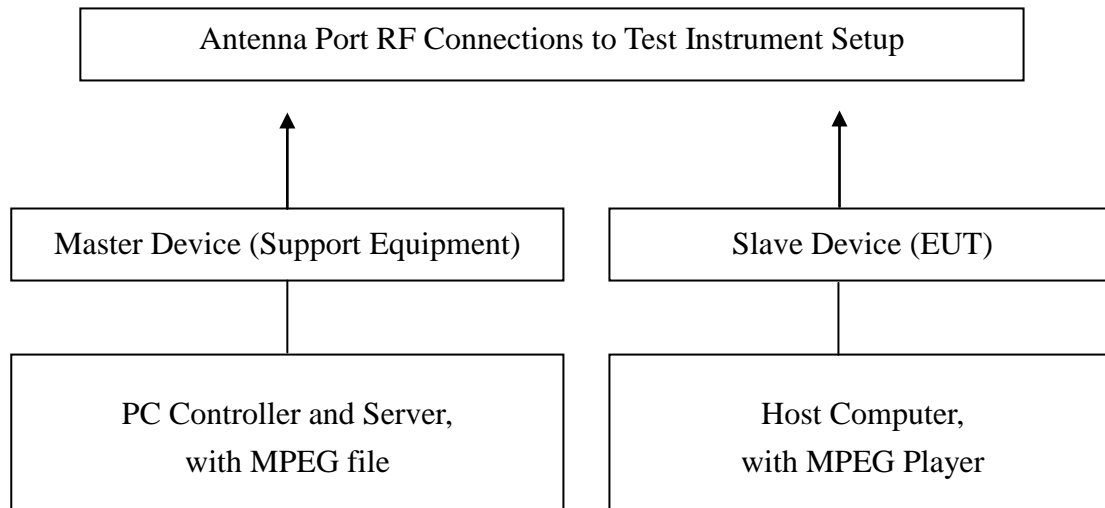 Antenna Port RF Connections to Test Instrument Setup
Master Device (Support Equipment)
Slave Device (EUT)
PC Controller and Server,
with MPEG file
Host Computer,
with MPEG Player